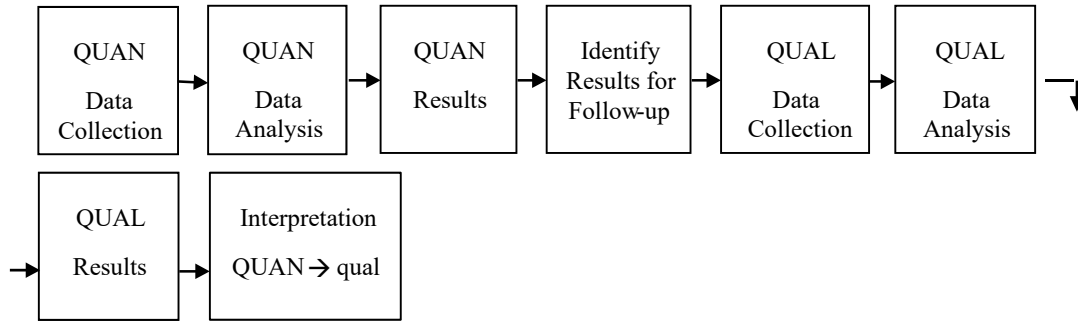 QUAN
Data
Collection
QUAN
Data
Analysis
QUAN
Results
Identify
Results for
Follow-up
QUAL
Data
Collection
QUAL
Data
Analysis
QUAL
Results
Interpretation
QUAN → qual